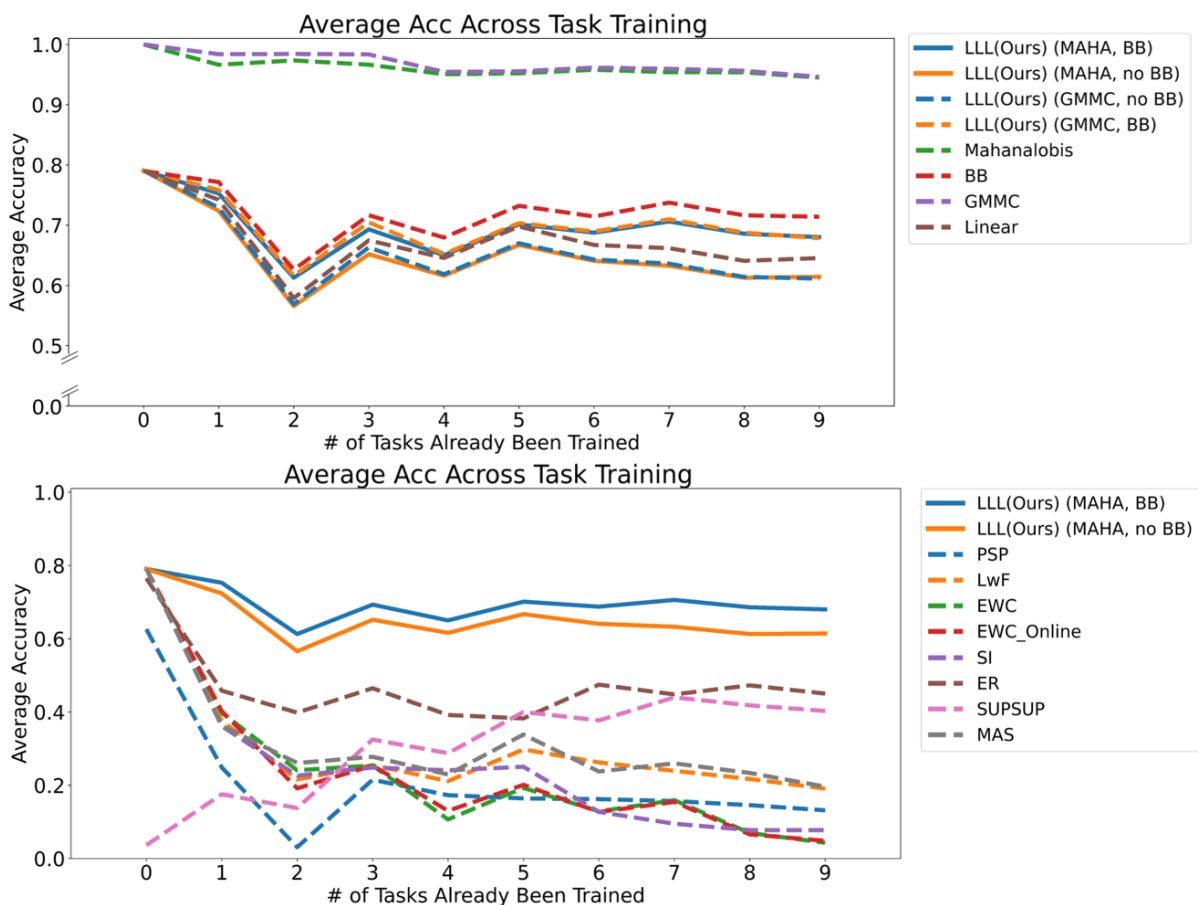 Average Acc Across Task Training
1.0
0.9
0.8
0.7
0.6
0.5
0.0
Average Accuracy
0 1 2 3 4 5 6 7 8 9
# of Tasks Already Been Trained
LLL(Ours) (MAHA, BB)
LLL(Ours) (MAHA, no BB)
LLL(Ours) (GMMC, no BB)
LLL(Ours) (GMMC, BB)
Mahanalobis
BB
GMMC
Linear
Average Acc Across Task Training
1.0
0.8
0.6
0.4
0.2
0.0
Average Accuracy
0 1 2 3 4 5 6 7 8 9
# of Tasks Already Been Trained
LLL(Ours) (MAHA, BB)
LLL(Ours) (MAHA, no BB)
PSP
LwF
EWC
EWC_Online
SI
ER
SUPSUP
MAS